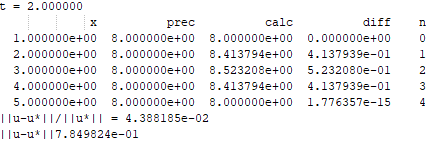 t = 2.000000
x prec calc diff n
1.000000e+00 8.000000e+00 8.000000e+00 0.000000e+00 0
2.000000e+00 8.000000e+00 8.413794e+00 4.137939e-01 1
3.000000e+00 8.000000e+00 8.523208e+00 5.232080e-01 2
4.000000e+00 8.000000e+00 8.413794e+00 4.137939e-01 3
5.000000e+00 8.000000e+00 8.000000e+00 1.776357e-15 4
||u-u*||/||u*|| = 4.388185e-02
||u-u*||7.849824e-01